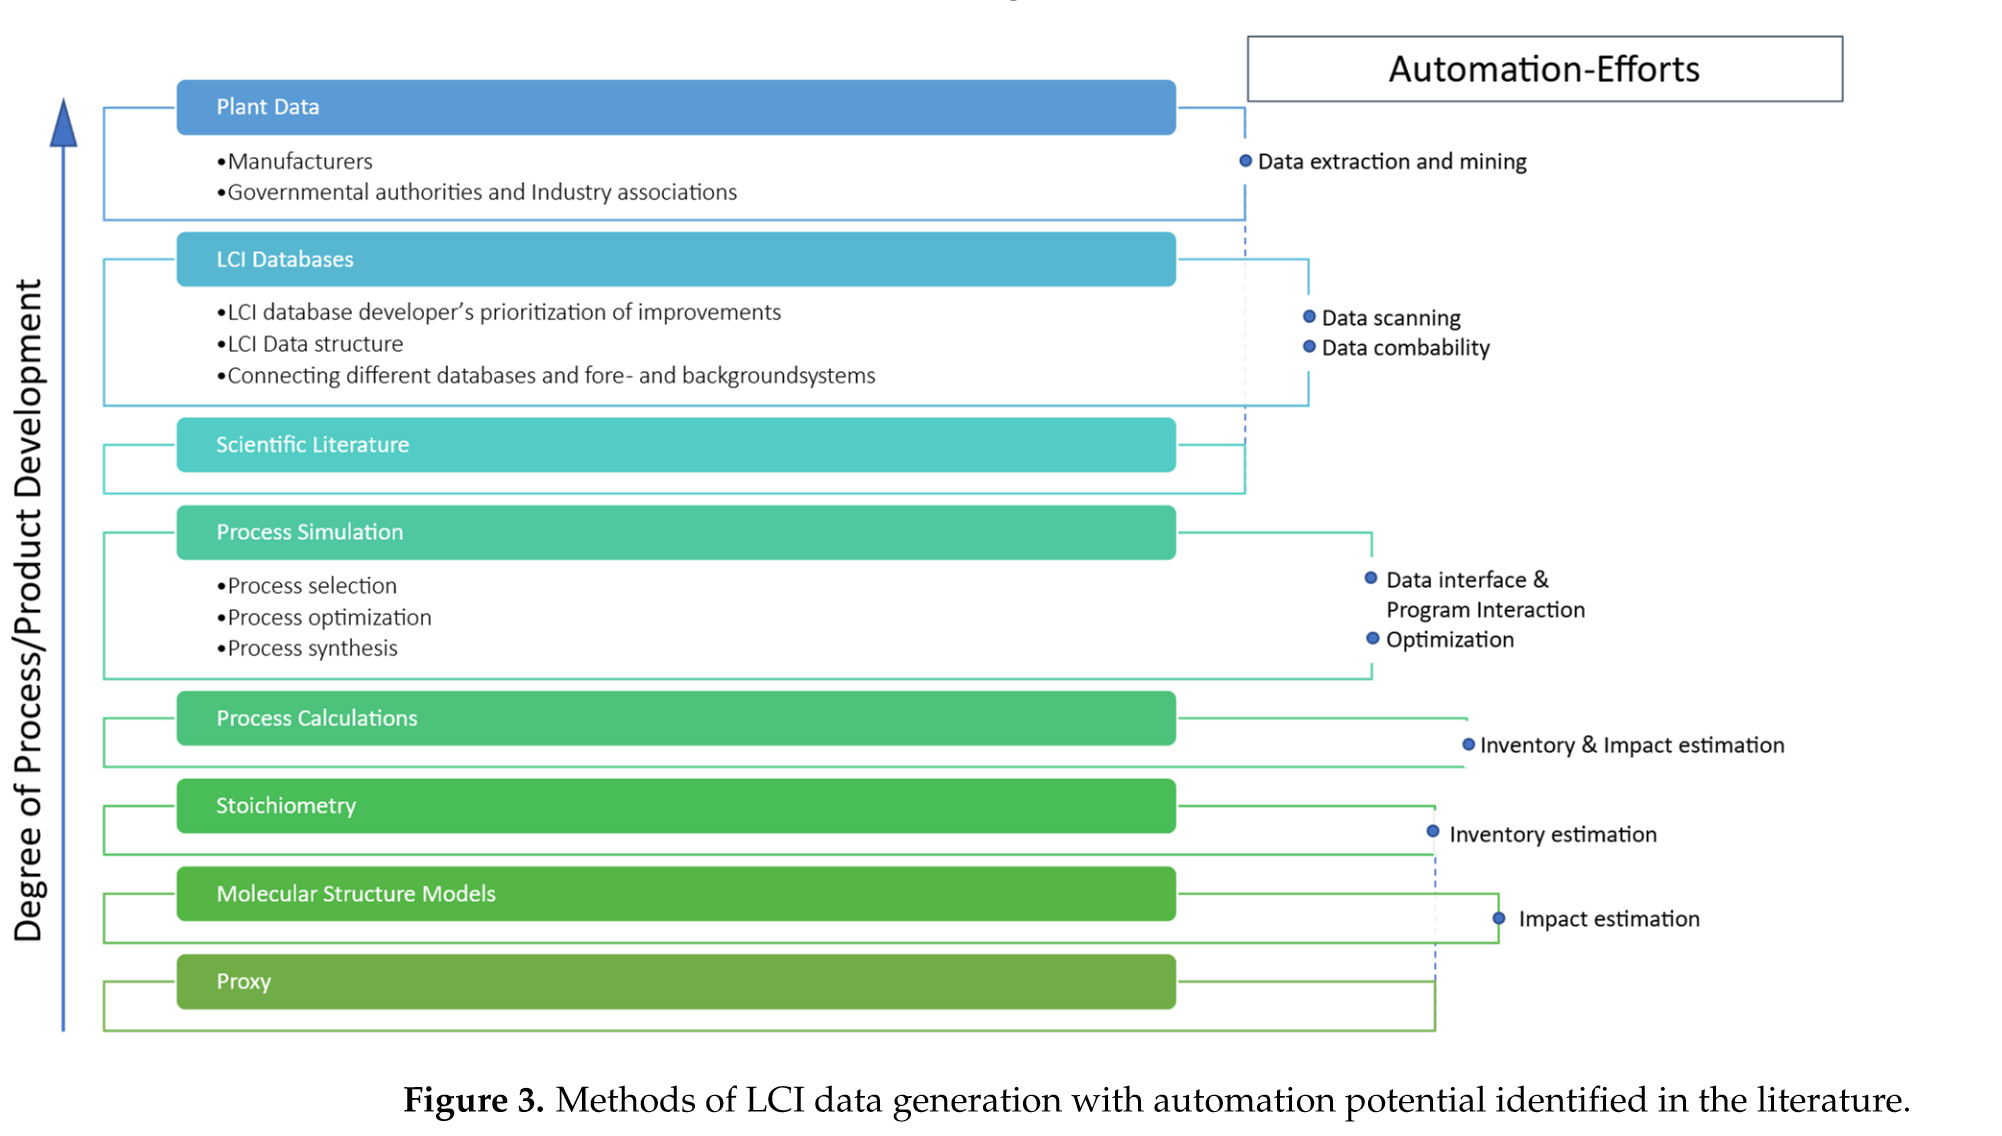 Automation-Efforts
Degree of Process/Product Development
Plant Data
•Manufacturers
•Governmental authorities and Industry associations
Data extraction and mining
LCI Databases
•LCI database developer’s prioritization of improvements
•LCI Data structure
•Connecting different databases and fore- and backgroundsystems
Data scanning
Data combability
Scientific Literature
Process Simulation
•Process selection
•Process optimization
•Process synthesis
Data interface &
Program Interaction
Optimization
Process Calculations
Inventory & Impact estimation
Stoichiometry
Inventory estimation
Molecular Structure Models
Impact estimation
Proxy
Figure 3. Methods of LCI data generation with automation potential identified in the literature.